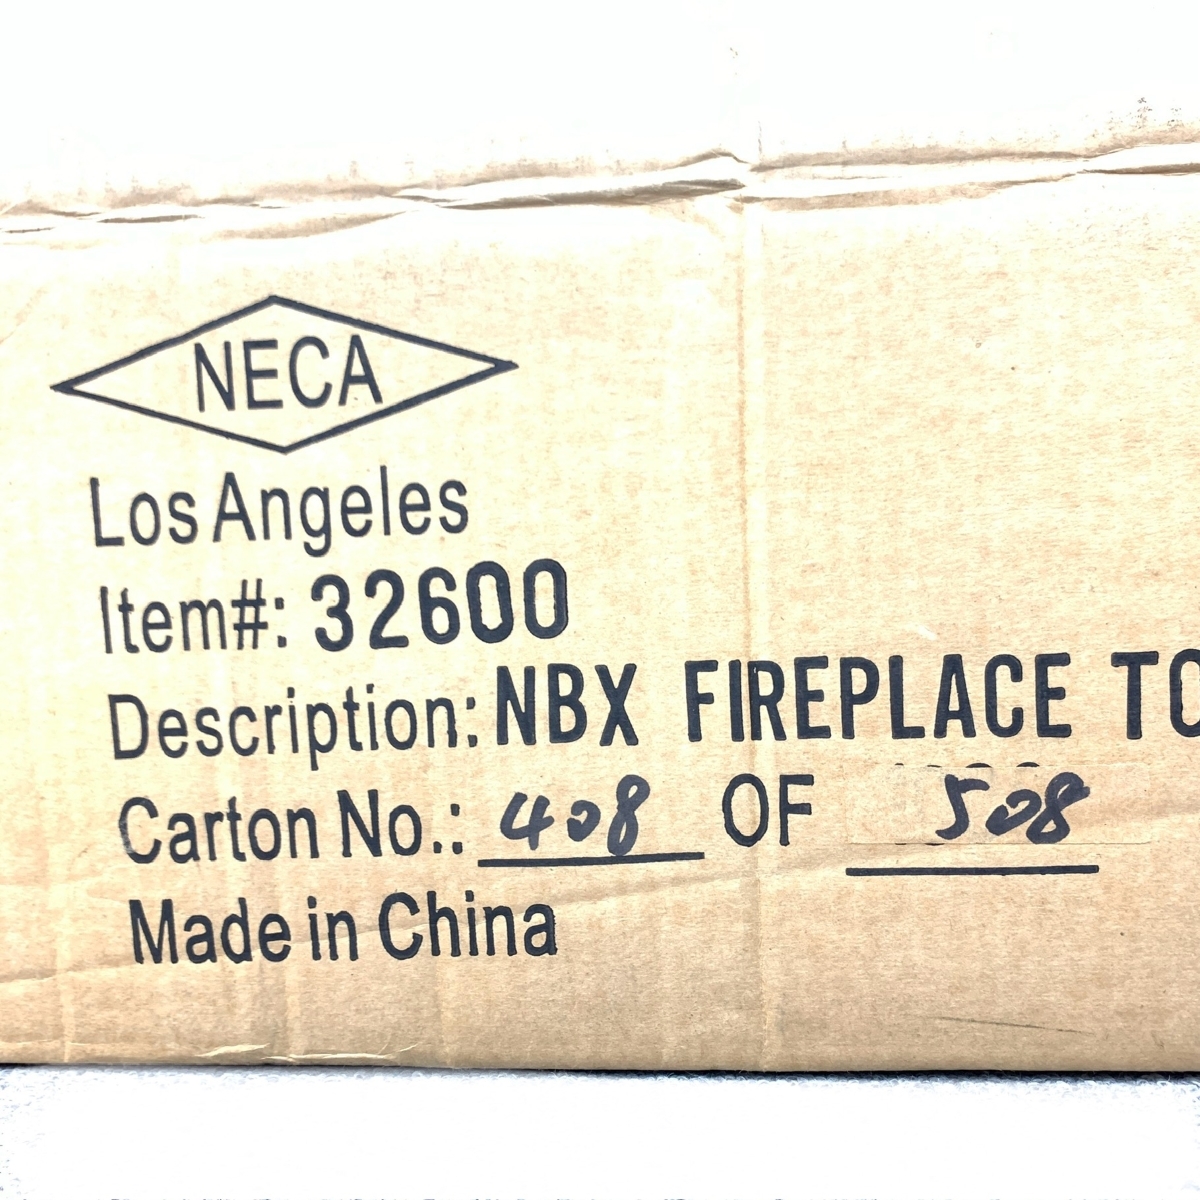 NECA
Los Angeles
Item#: 32600
Description: NBX FIREPLACE TO
Carton No.: 408 OF 508
Made in China